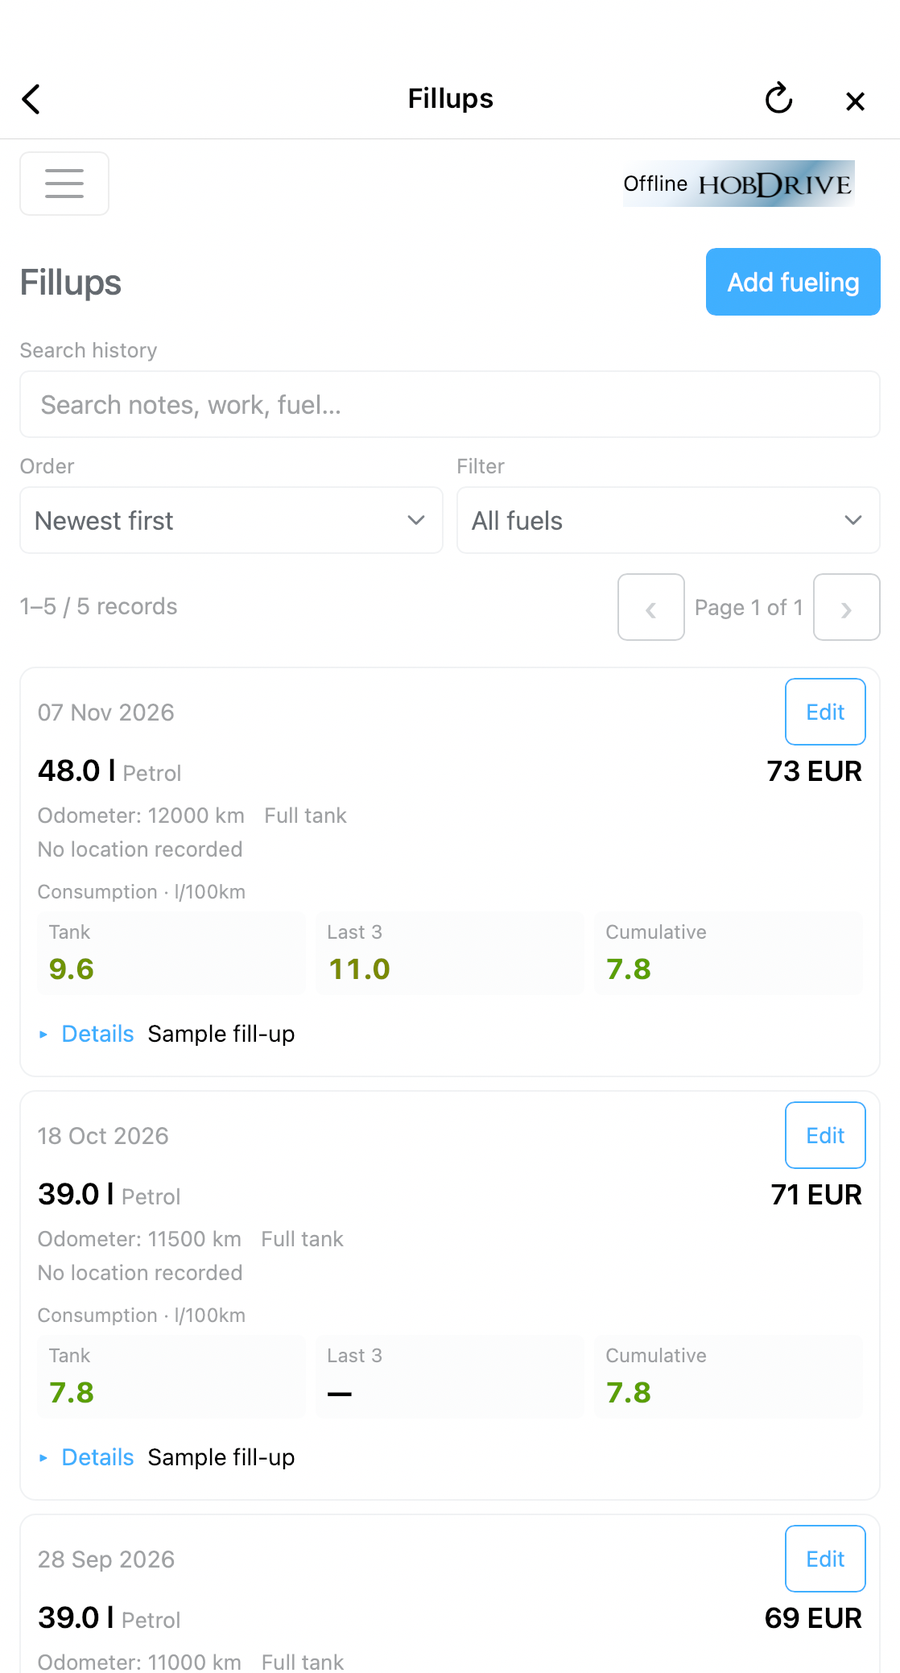 Fillups
Offline HOBDRIVE
Fillups
Add fueling
Search history
Search notes, work, fuel...
Order
Filter
Newest first
All fuels
1–5 / 5 records
‹ Page 1 of 1 ›
07 Nov 2026
Edit
48.0 l Petrol
73 EUR
Odometer: 12000 km Full tank
No location recorded
Consumption · l/100km
Tank Last 3 Cumulative
9.6 11.0 7.8
▸ Details Sample fill-up
18 Oct 2026
Edit
39.0 l Petrol
71 EUR
Odometer: 11500 km Full tank
No location recorded
Consumption · l/100km
Tank Last 3 Cumulative
7.8 — 7.8
▸ Details Sample fill-up
28 Sep 2026
Edit
39.0 l Petrol
69 EUR
Odometer: 11000 km Full tank